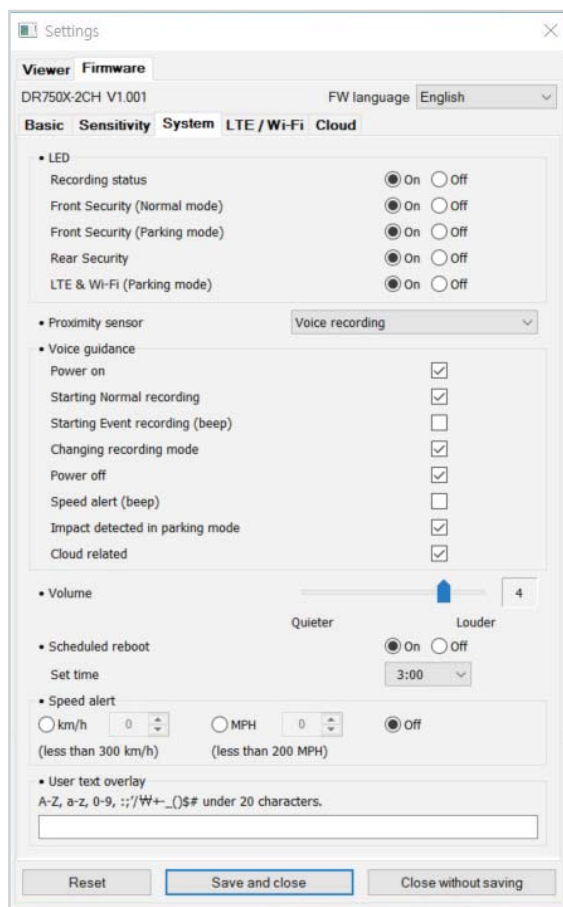 Settings
Viewer Firmware
DR750X-2CH V1.001 FW language English
Basic Sensitivity System LTE / Wi-Fi Cloud
• LED
Recording status On Off
Front Security (Normal mode) On Off
Front Security (Parking mode) On Off
Rear Security On Off
LTE & Wi-Fi (Parking mode) On Off
• Proximity sensor Voice recording
• Voice guidance
Power on
Starting Normal recording
Starting Event recording (beep)
Changing recording mode
Power off
Speed alert (beep)
Impact detected in parking mode
Cloud related
• Volume 4
Quieter Louder
• Scheduled reboot On Off
Set time 3:00
• Speed alert
km/h 0 MPH 0 Off
(less than 300 km/h) (less than 200 MPH)
• User text overlay
A-Z, a-z, 0-9, :;'/₩+-_()$# under 20 characters.
Reset Save and close Close without saving